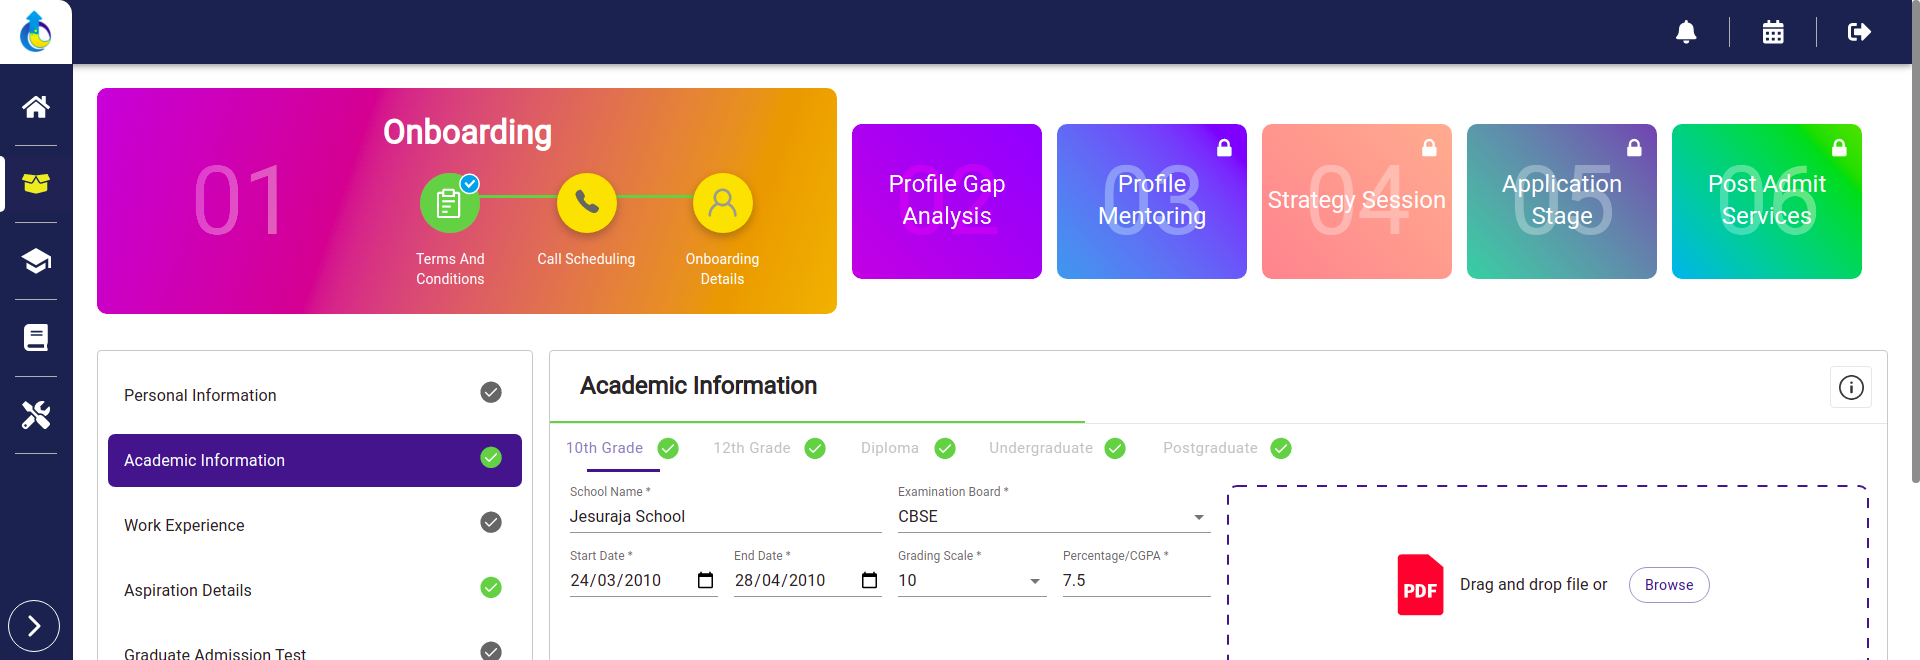 Onboarding
01
Terms And
Conditions
Call Scheduling
Onboarding
Details
02
Profile Gap
Analysis
03
Profile
Mentoring
04
Strategy Session
05
Application
Stage
06
Post Admit
Services
Personal Information
Academic Information
Work Experience
Aspiration Details
Graduate Admission Test
Academic Information
10th Grade 12th Grade Diploma Undergraduate Postgraduate
School Name * Examination Board *
Jesuraja School CBSE
Start Date * End Date * Grading Scale * Percentage/CGPA *
24/03/2010 28/04/2010 10 7.5
PDF Drag and drop file or Browse